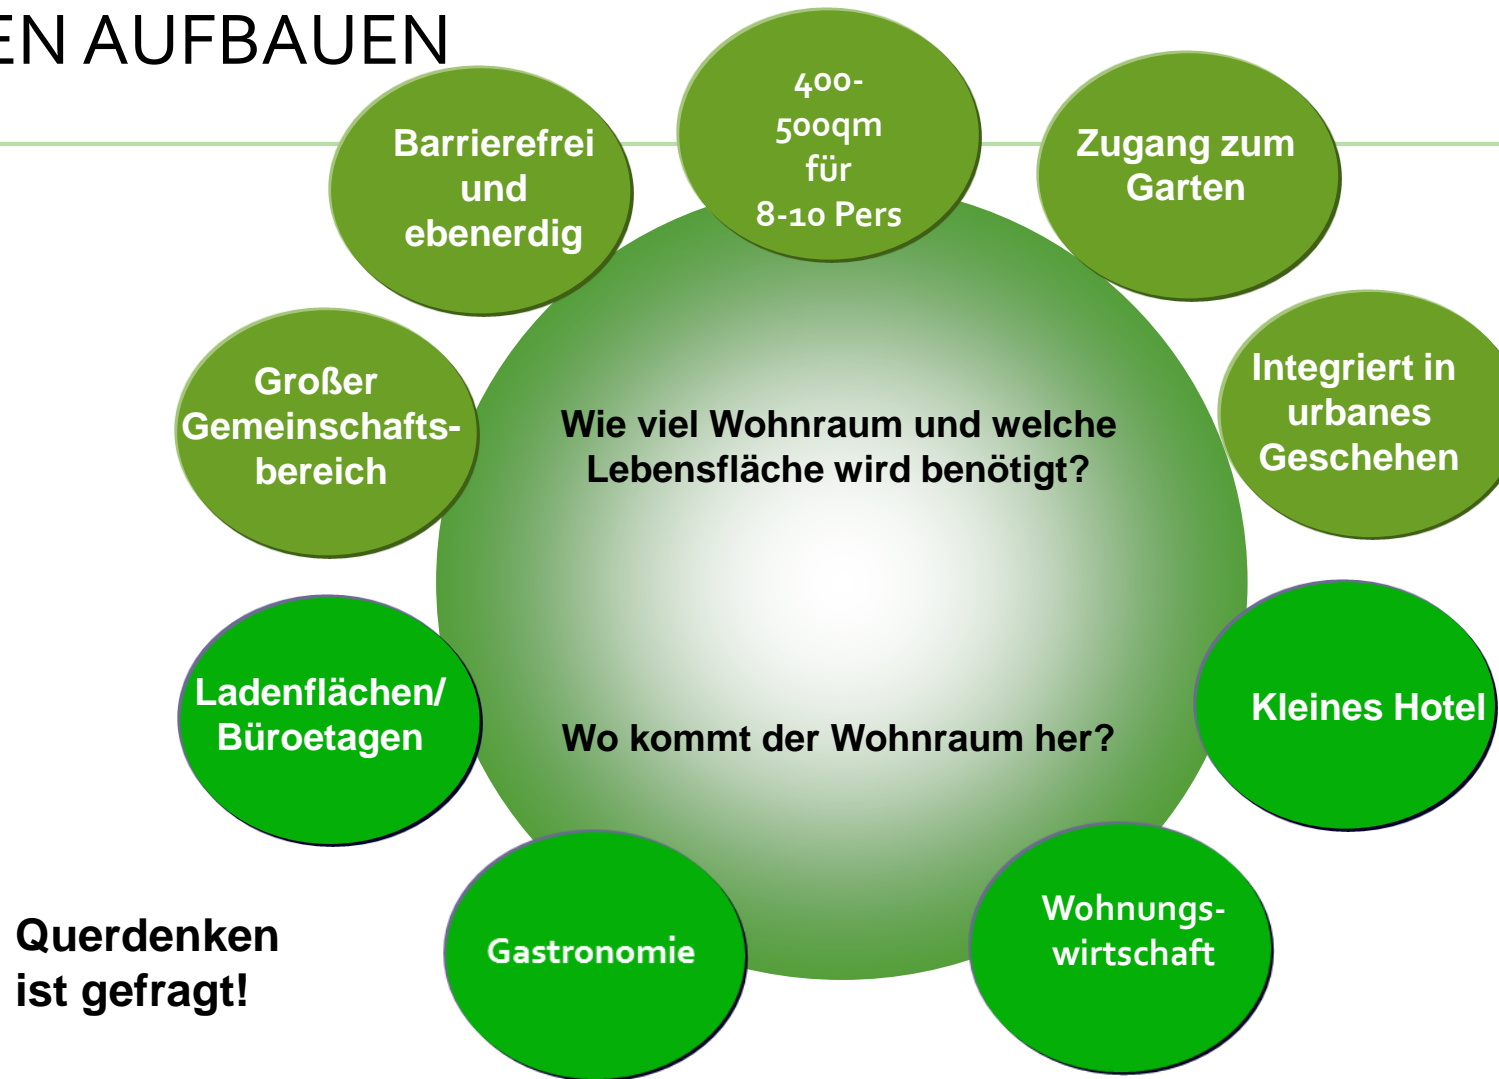 EN AUFBAUEN
400-
500qm
für
8-10 Pers
Barrierefrei
und
ebenerdig
Zugang zum
Garten
Großer
Gemeinschafts-
bereich
Integriert in
urbanes
Geschehen
Wie viel Wohnraum und welche
Lebensfläche wird benötigt?
Ladenflächen/
Büroetagen
Kleines Hotel
Wo kommt der Wohnraum her?
Gastronomie
Wohnungs-
wirtschaft
Querdenken
ist gefragt!